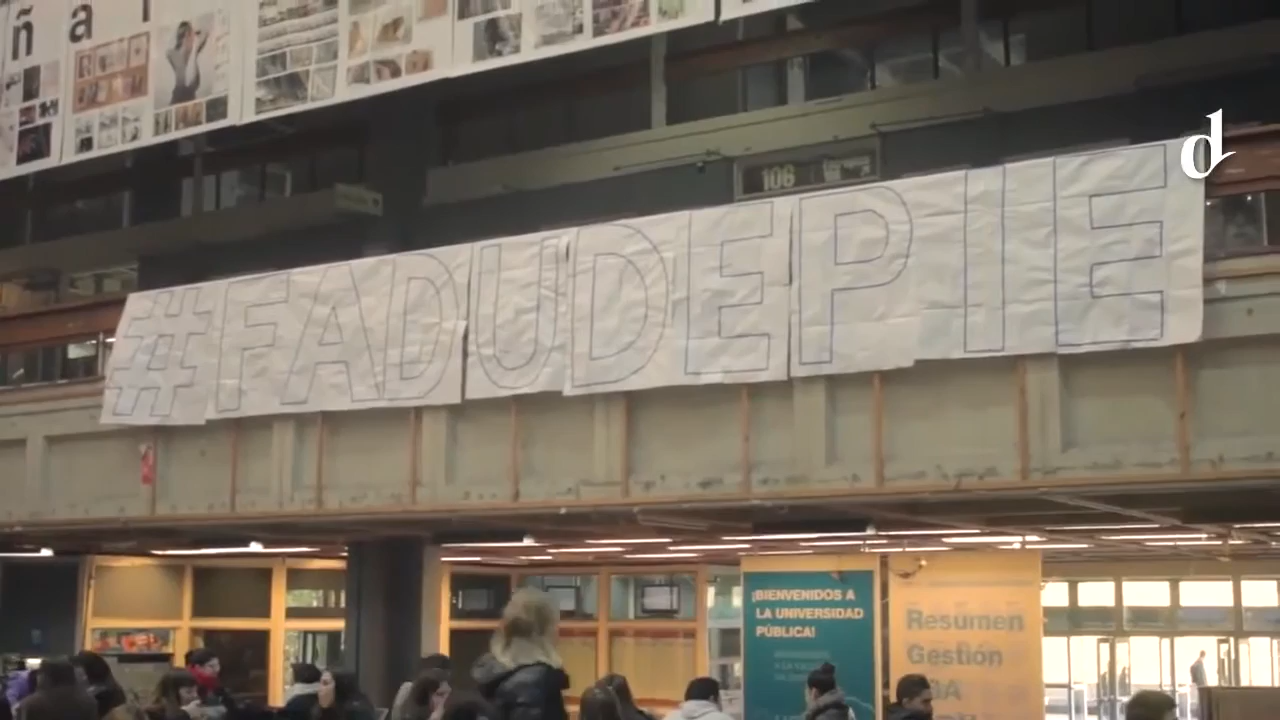 ñ a
d
106
#FADUDEPIE
¡BIENVENIDOS A
LA UNIVERSIDAD
PÚBLICA!
Resumen
Gestión